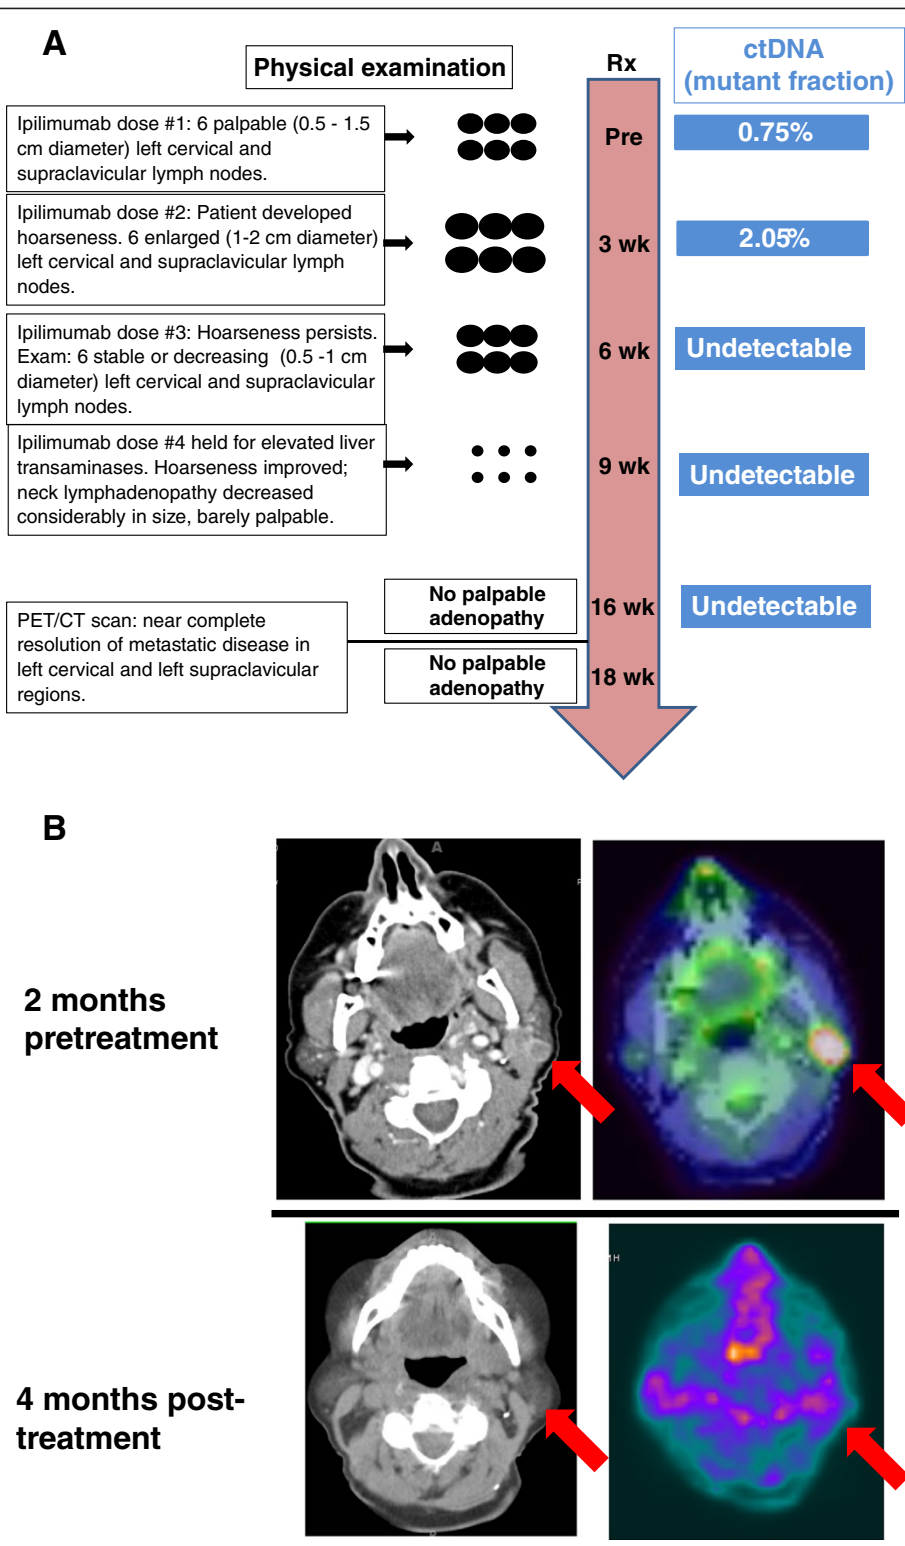 A
Physical examination
Rx
ctDNA
(mutant fraction)
Ipilimumab dose #1: 6 palpable (0.5 - 1.5
cm diameter) left cervical and
supraclavicular lymph nodes.
Pre
0.75%
Ipilimumab dose #2: Patient developed
hoarseness. 6 enlarged (1-2 cm diameter)
left cervical and supraclavicular lymph
nodes.
3 wk
2.05%
Ipilimumab dose #3: Hoarseness persists.
Exam: 6 stable or decreasing (0.5 -1 cm
diameter) left cervical and supraclavicular
lymph nodes.
6 wk
Undetectable
Ipilimumab dose #4 held for elevated liver
transaminases. Hoarseness improved;
neck lymphadenopathy decreased
considerably in size, barely palpable.
9 wk
Undetectable
No palpable
adenopathy
16 wk
Undetectable
PET/CT scan: near complete
resolution of metastatic disease in
left cervical and left supraclavicular
regions.
No palpable
adenopathy
18 wk
B
A
2 months
pretreatment
4 months post-
treatment